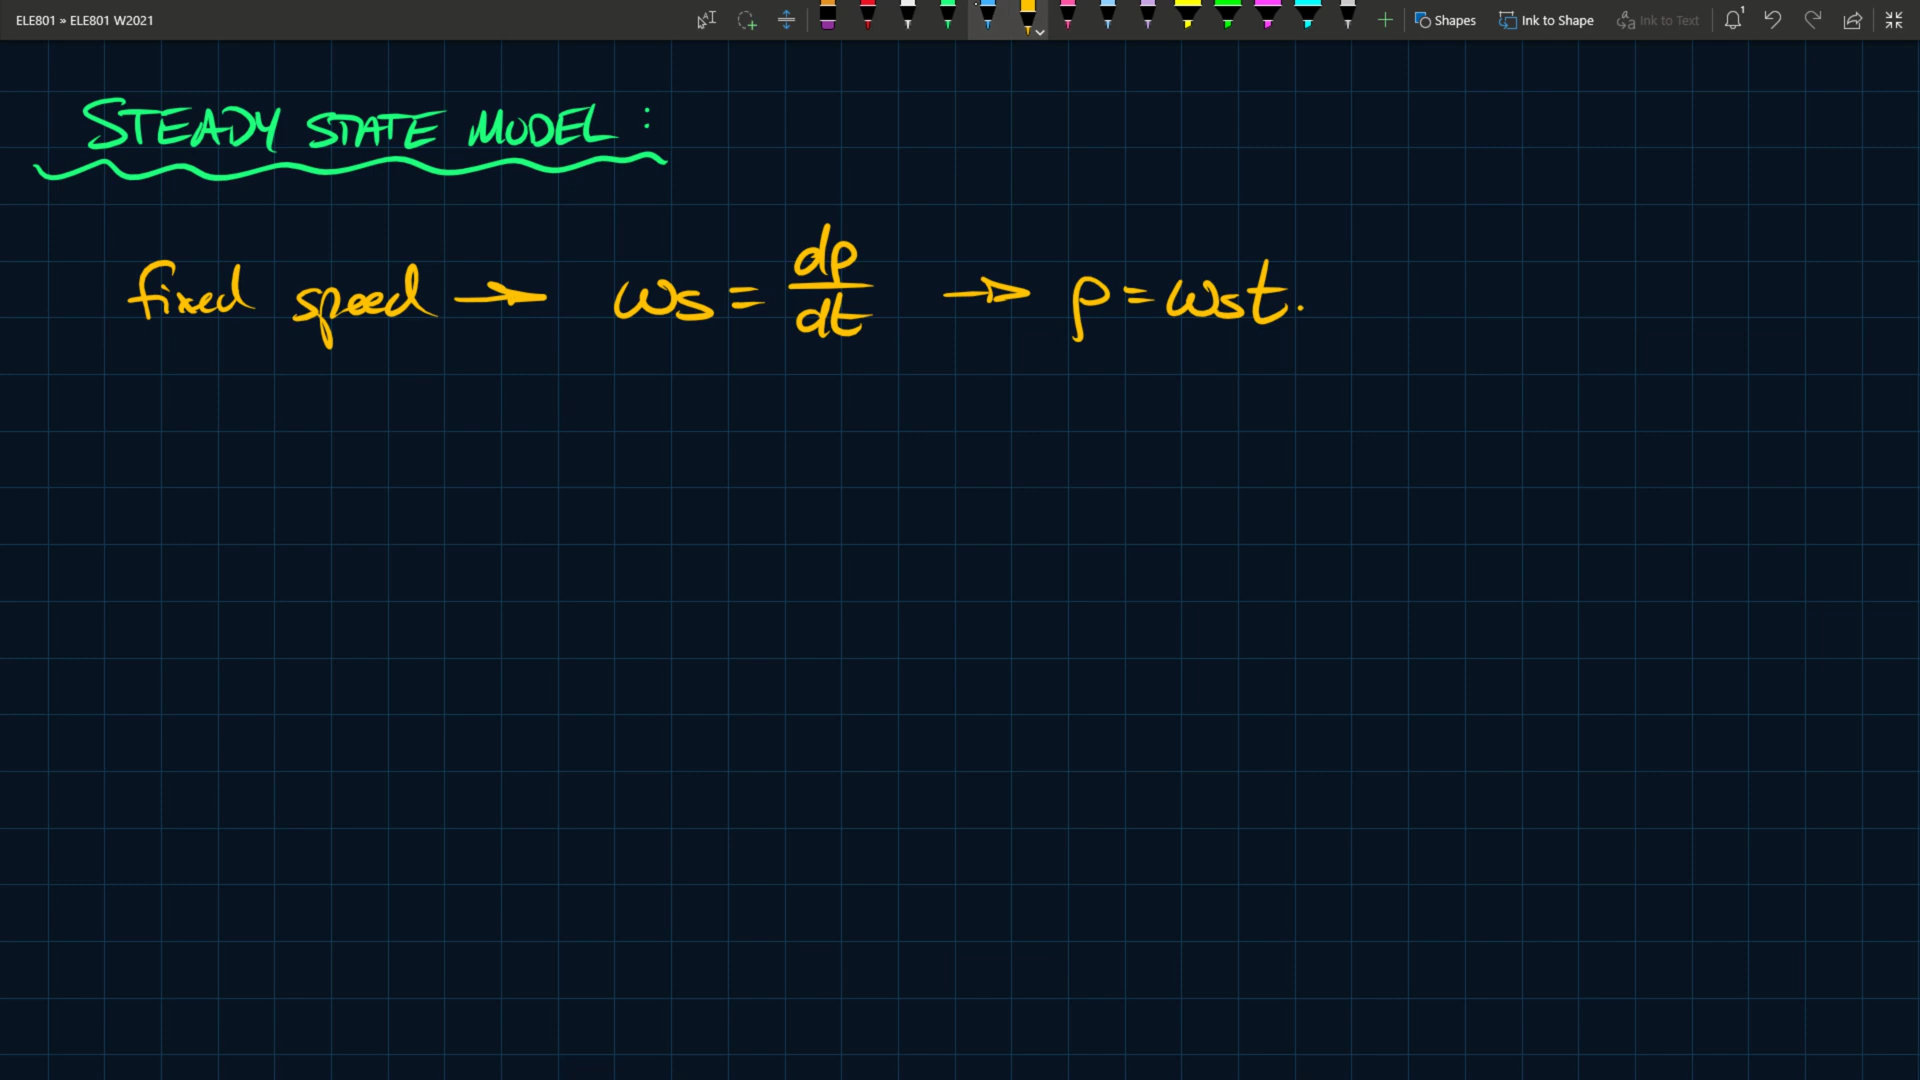 ELE801 » ELE801 W2021
Shapes Ink to Shape Ink to Text 1
STEADY STATE MODEL :
fixed speed → ωs = dρ/dt → ρ = ωst.